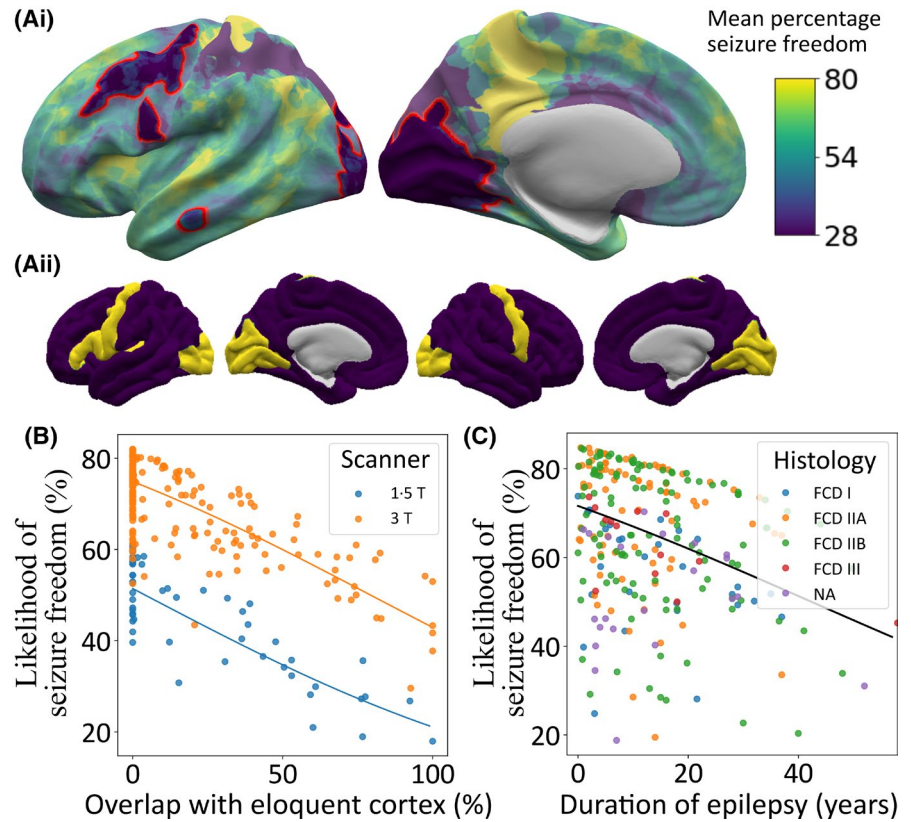 (Ai)
Mean percentage
seizure freedom
80
54
28
(Aii)
(B)
Likelihood of
seizure freedom (%)
80
60
40
20
Scanner
1·5 T
3 T
0
50
100
Overlap with eloquent cortex (%)
(C)
Likelihood of
seizure freedom (%)
80
60
40
20
Histology
FCD I
FCD IIA
FCD IIB
FCD III
NA
0
20
40
Duration of epilepsy (years)